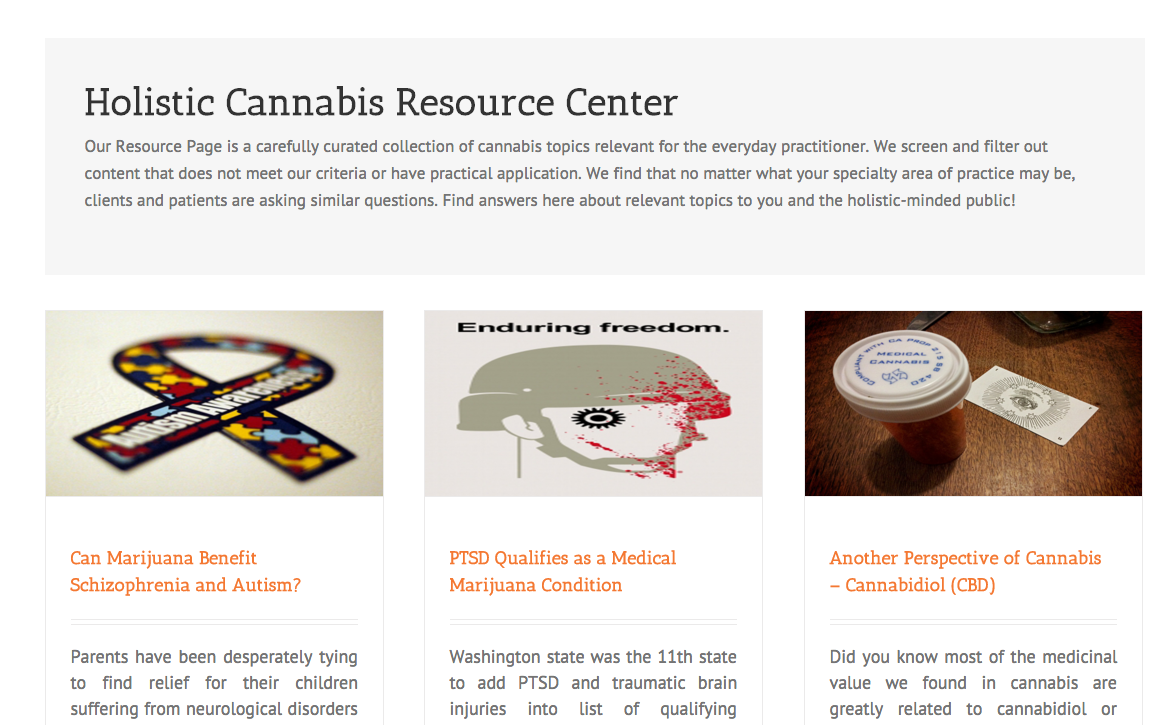 Holistic Cannabis Resource Center
Our Resource Page is a carefully curated collection of cannabis topics relevant for the everyday practitioner. We screen and filter out
content that does not meet our criteria or have practical application. We find that no matter what your specialty area of practice may be,
clients and patients are asking similar questions. Find answers here about relevant topics to you and the holistic-minded public!
Autism Awareness
Enduring freedom.
COMPLIANT WITH CA PROP 215 SB 420
MEDICAL
CANNABIS
Can Marijuana Benefit
Schizophrenia and Autism?
Parents have been desperately tying
to find relief for their children
suffering from neurological disorders
PTSD Qualifies as a Medical
Marijuana Condition
Washington state was the 11th state
to add PTSD and traumatic brain
injuries into list of qualifying
Another Perspective of Cannabis
– Cannabidiol (CBD)
Did you know most of the medicinal
value we found in cannabis are
greatly related to cannabidiol or